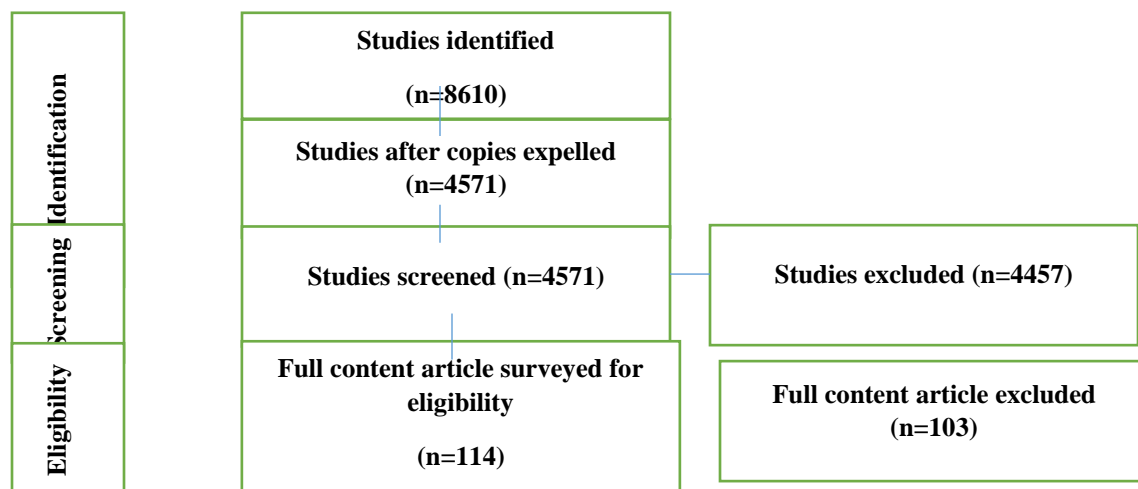 Identification
Studies identified
(n=8610)
Studies after copies expelled
(n=4571)
Screening
Studies screened (n=4571)
Studies excluded (n=4457)
Eligibility
Full content article surveyed for
eligibility
(n=114)
Full content article excluded
(n=103)